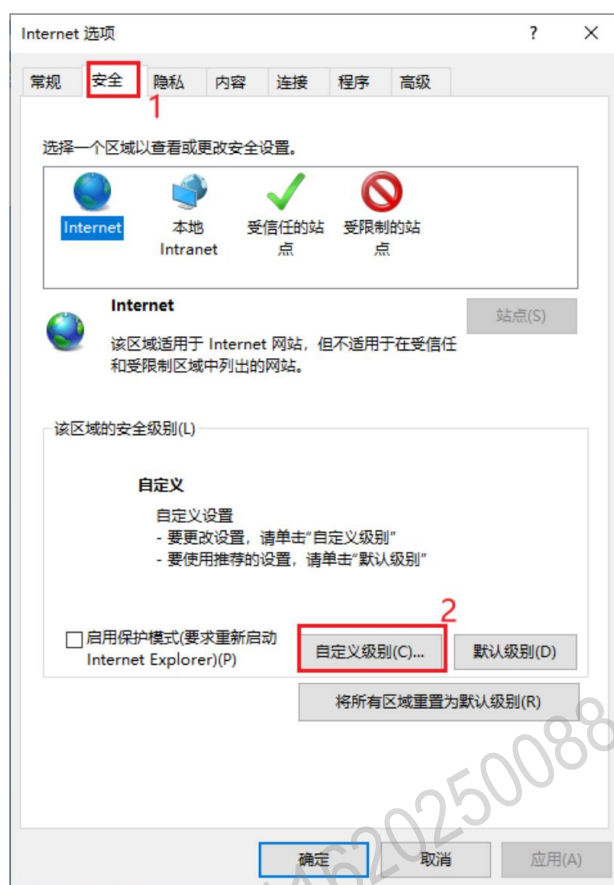 Internet 选项
?
常规 安全 隐私 内容 连接 程序 高级
1
选择一个区域以查看或更改安全设置。
Internet
本地
Intranet
受信任的站
点
受限制的站
点
Internet
站点(S)
该区域适用于 Internet 网站，但不适用于在受信任
和受限制区域中列出的网站。
该区域的安全级别(L)
自定义
自定义设置
- 要更改设置，请单击“自定义级别”
- 要使用推荐的设置，请单击“默认级别”
2
启用保护模式(要求重新启动
Internet Explorer)(P)
自定义级别(C)...
默认级别(D)
将所有区域重置为默认级别(R)
确定 取消 应用(A)
1620250088